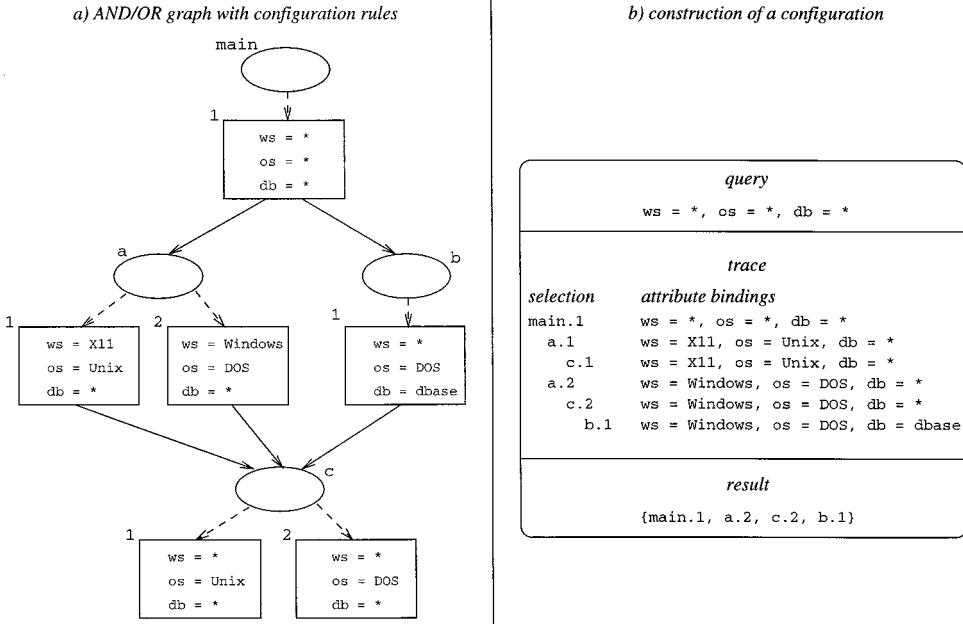 a) AND/OR graph with configuration rules
main
1
ws = *
os = *
db = *
a
b
1
ws = X11
os = Unix
db = *
2
ws = Windows
os = DOS
db = *
1
ws = *
os = DOS
db = dbase
c
1
ws = *
os = Unix
db = *
2
ws = *
os = DOS
db = *
b) construction of a configuration
query
ws = *, os = *, db = *
trace
selection attribute bindings
main.1 ws = *, os = *, db = *
a.1 ws = X11, os = Unix, db = *
c.1 ws = X11, os = Unix, db = *
a.2 ws = Windows, os = DOS, db = *
c.2 ws = Windows, os = DOS, db = *
b.1 ws = Windows, os = DOS, db = dbase
result
{main.1, a.2, c.2, b.1}